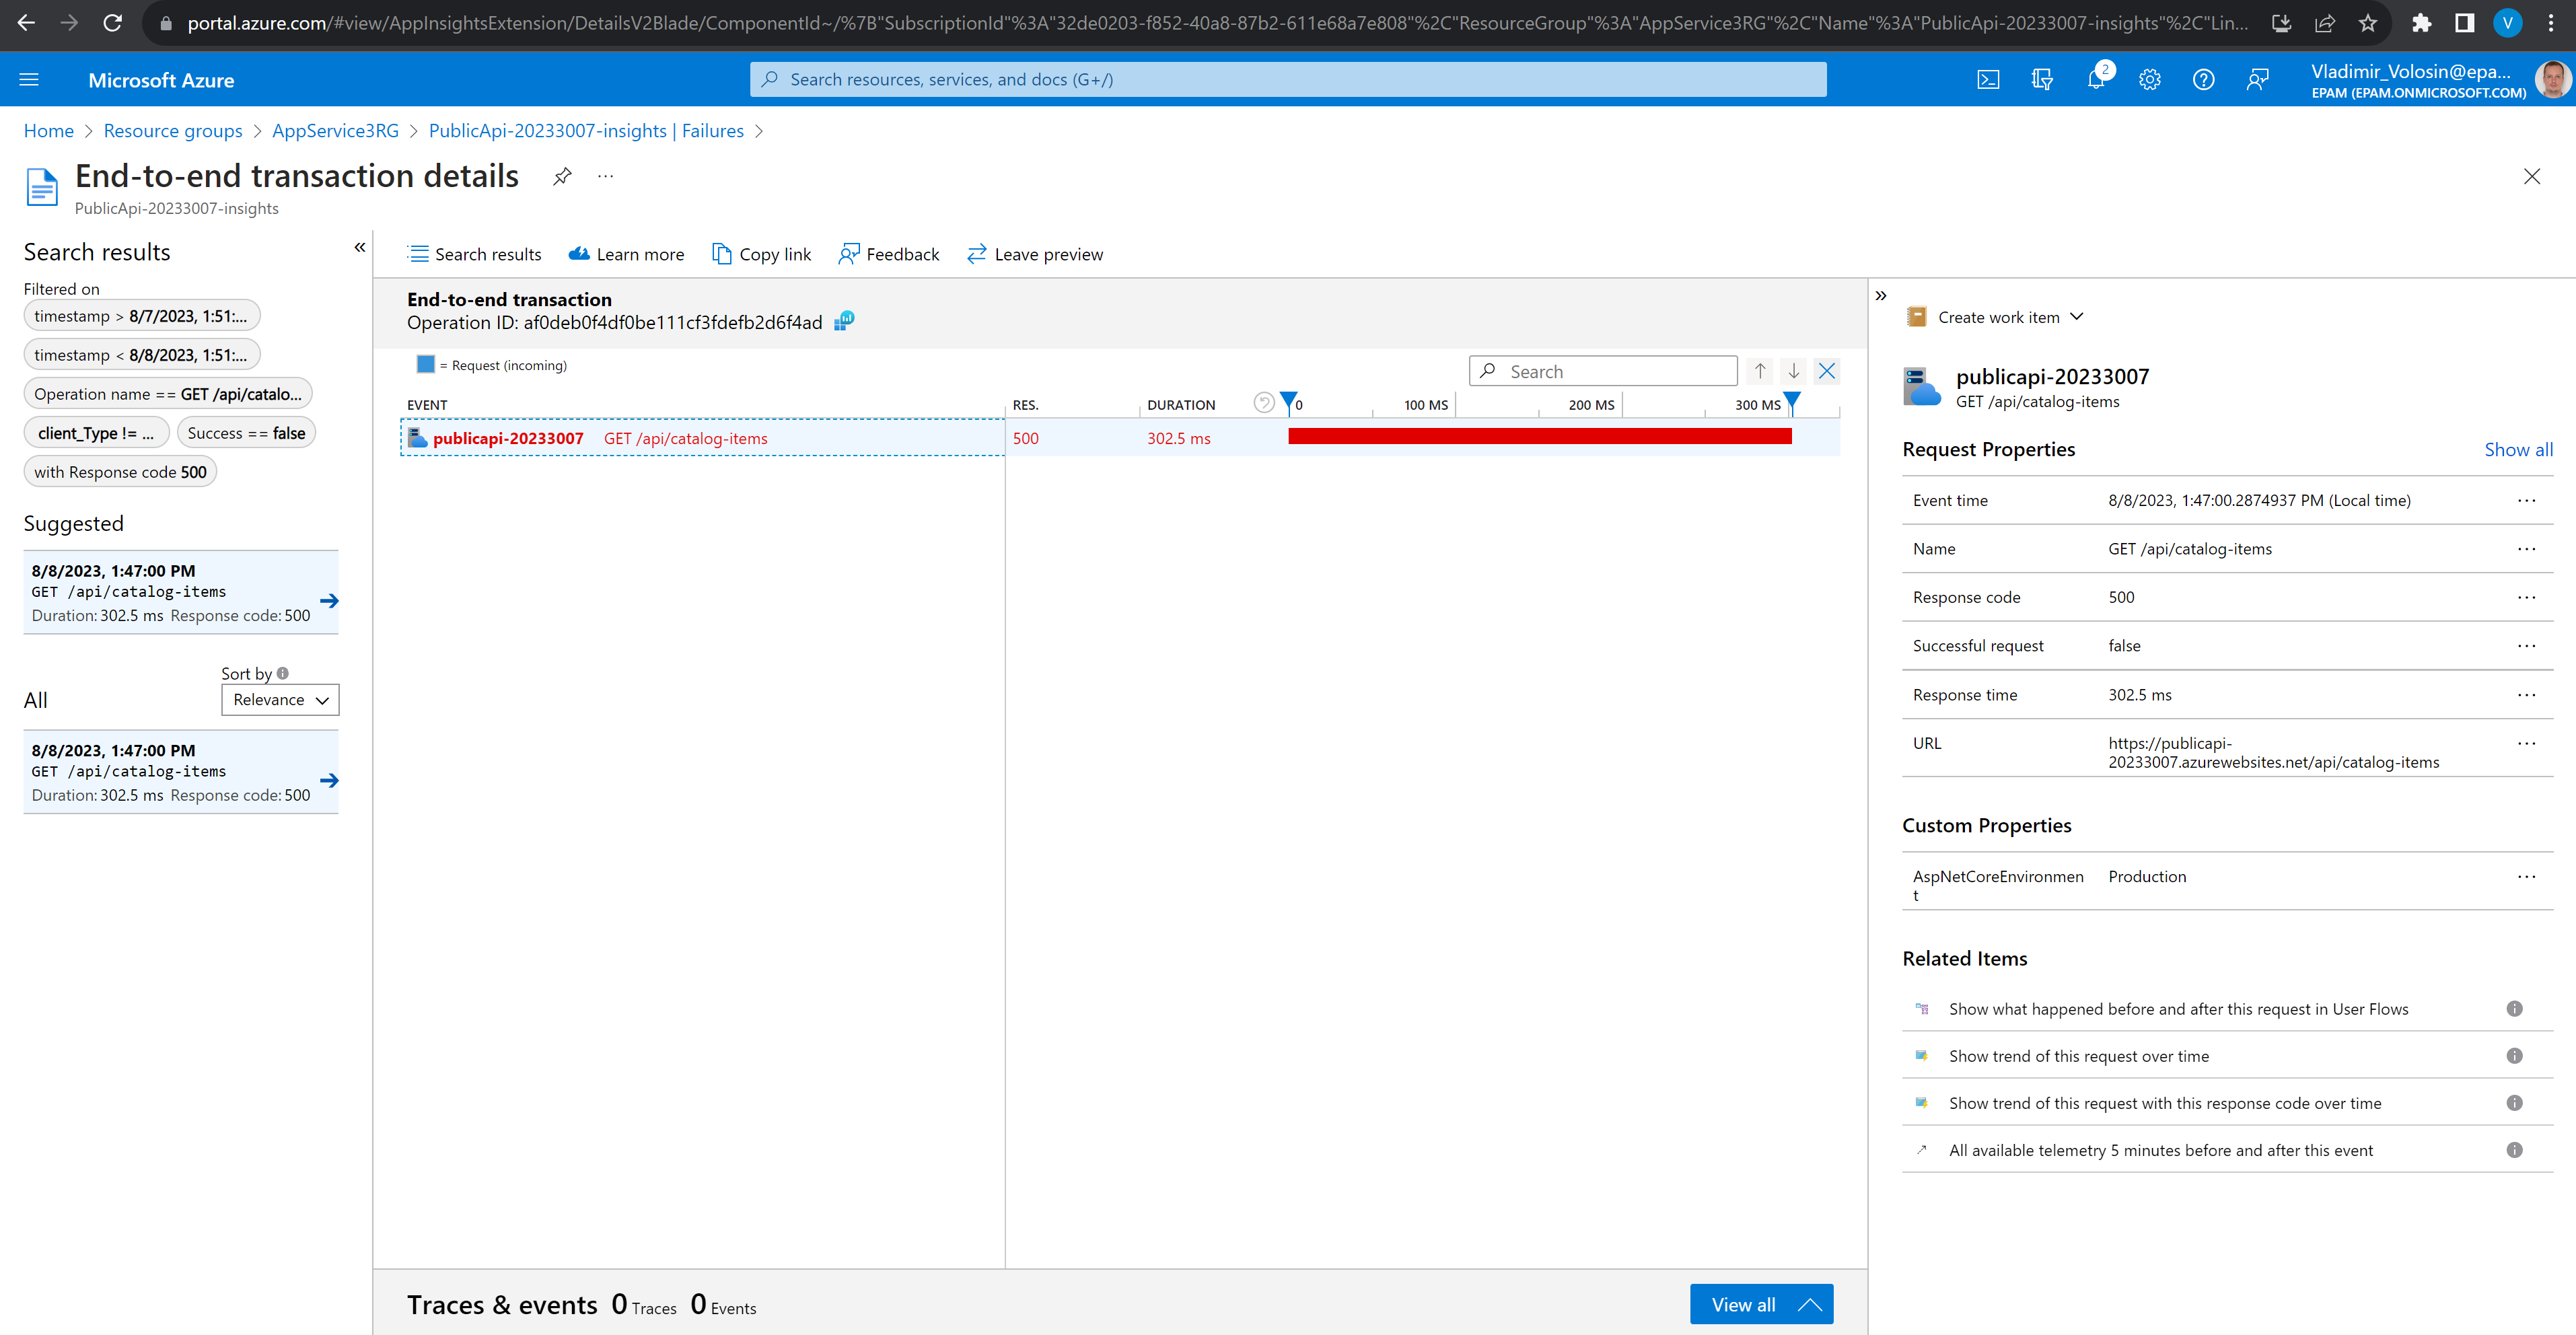 portal.azure.com/#view/AppInsightsExtension/DetailsV2Blade/ComponentId~/%7B"SubscriptionId"%3A"32de0203-f852-40a8-87b2-611e68a7e808"%2C"ResourceGroup"%3A"AppService3RG"%2C"Name"%3A"PublicApi-20233007-insights"%2C"Lin...
V
Microsoft Azure
Search resources, services, and docs (G+/)
2
Vladimir_Volosin@epa...
EPAM (EPAM.ONMICROSOFT.COM)
Home > Resource groups > AppService3RG > PublicApi-20233007-insights | Failures >
End-to-end transaction details
PublicApi-20233007-insights
Search results
Filtered on
timestamp > 8/7/2023, 1:51:...
timestamp < 8/8/2023, 1:51:...
Operation name == GET /api/catalo...
client_Type != ...
Success == false
with Response code 500
Suggested
8/8/2023, 1:47:00 PM
GET /api/catalog-items
Duration: 302.5 ms Response code: 500
Sort by
All
Relevance
8/8/2023, 1:47:00 PM
GET /api/catalog-items
Duration: 302.5 ms Response code: 500
Search results
Learn more
Copy link
Feedback
Leave preview
End-to-end transaction
Operation ID: af0deb0f4df0be111cf3fdefb2d6f4ad
= Request (incoming)
Search
EVENT
RES.
DURATION
0
100 MS
200 MS
300 MS
publicapi-20233007 GET /api/catalog-items
500
302.5 ms
Traces & events 0 Traces 0 Events
View all
Create work item
publicapi-20233007
GET /api/catalog-items
Request Properties
Show all
Event time 8/8/2023, 1:47:00.2874937 PM (Local time)
Name GET /api/catalog-items
Response code 500
Successful request false
Response time 302.5 ms
URL https://publicapi-
20233007.azurewebsites.net/api/catalog-items
Custom Properties
AspNetCoreEnvironmen Production
t
Related Items
Show what happened before and after this request in User Flows
Show trend of this request over time
Show trend of this request with this response code over time
All available telemetry 5 minutes before and after this event